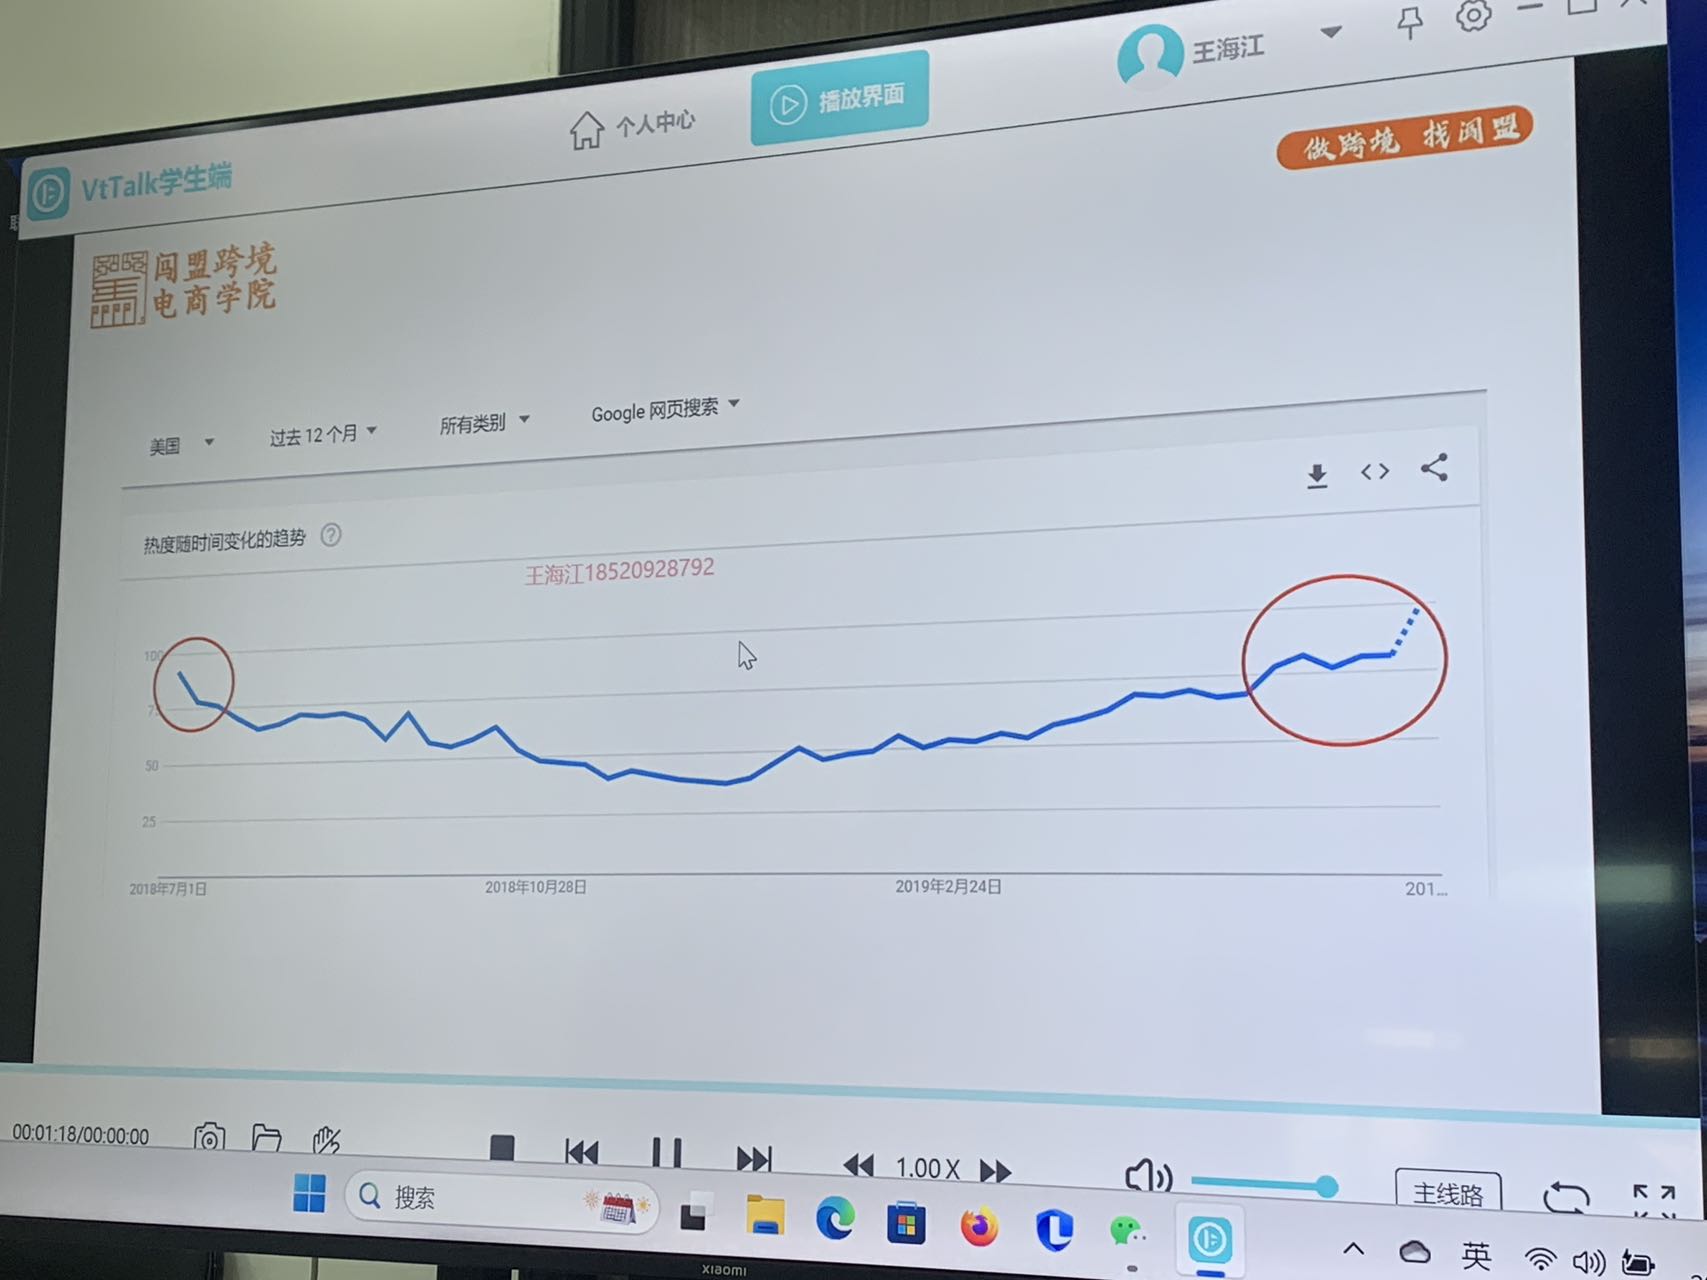 王海江
个人中心
播放界面
VtTalk学生端
做跨境 找闯盟
闯盟跨境
电商学院
美国
过去 12 个月
所有类别
Google 网页搜索
热度随时间变化的趋势
王海江18520928792
100
50
25
2018年7月1日
2018年10月28日
2019年2月24日
201...
00:01:18/00:00:00
1.00 X
主线路
搜索
英
xiaomi